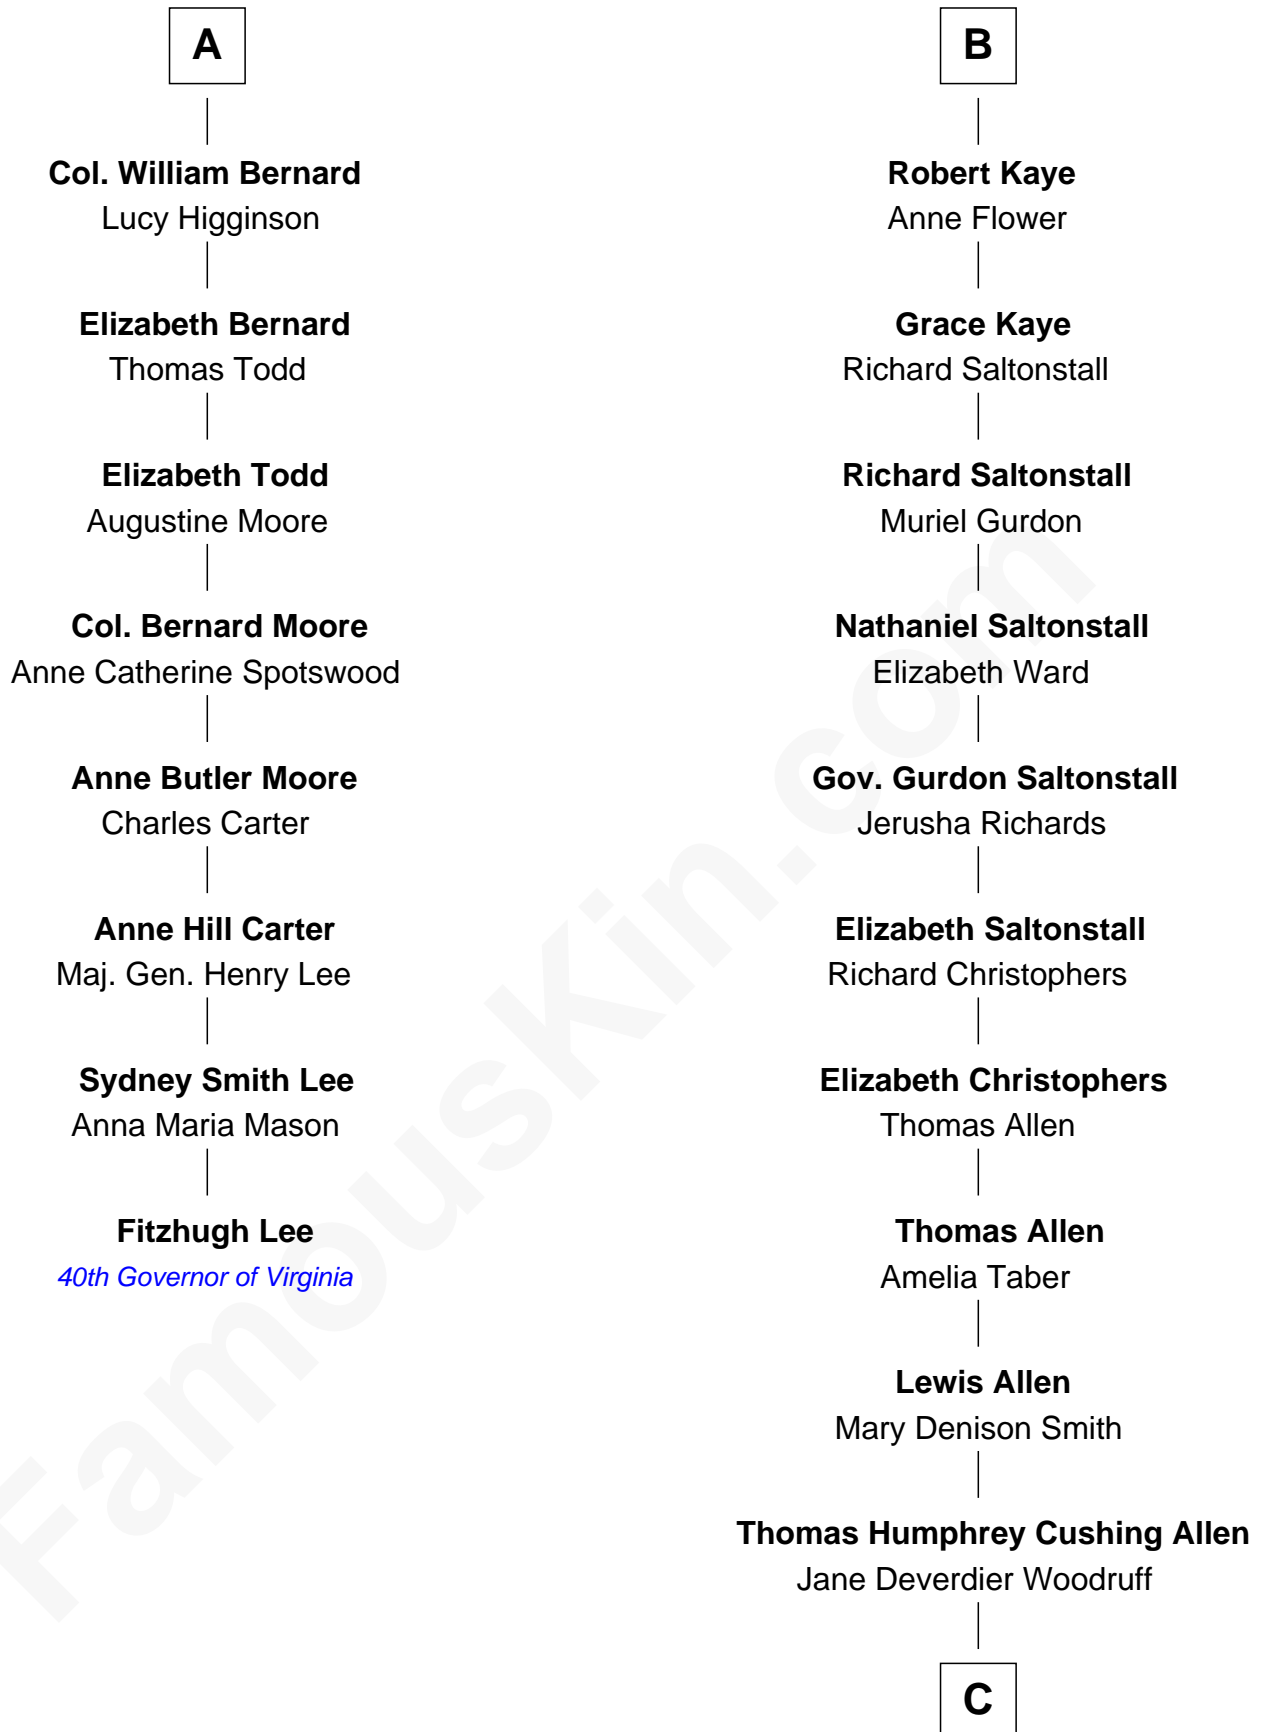 A
Col. William Bernard
Lucy Higginson
Elizabeth Bernard
Thomas Todd
Elizabeth Todd
Augustine Moore
Col. Bernard Moore
Anne Catherine Spotswood
Anne Butler Moore
Charles Carter
Anne Hill Carter
Maj. Gen. Henry Lee
Sydney Smith Lee
Anna Maria Mason
Fitzhugh Lee
40th Governor of Virginia
B
Robert Kaye
Anne Flower
Grace Kaye
Richard Saltonstall
Richard Saltonstall
Muriel Gurdon
Nathaniel Saltonstall
Elizabeth Ward
Gov. Gurdon Saltonstall
Jerusha Richards
Elizabeth Saltonstall
Richard Christophers
Elizabeth Christophers
Thomas Allen
Thomas Allen
Amelia Taber
Lewis Allen
Mary Denison Smith
Thomas Humphrey Cushing Allen
Jane Deverdier Woodruff
C
FamousKin.com